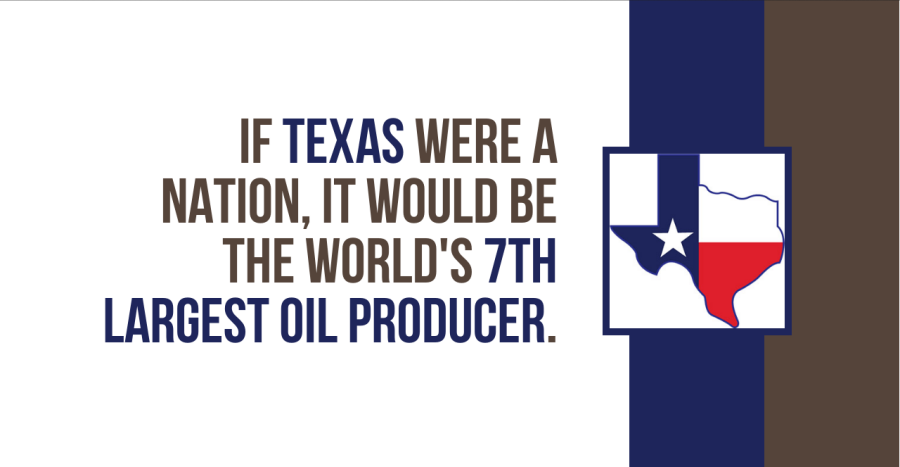 IF TEXAS WERE A
NATION, IT WOULD BE
THE WORLD'S 7TH
LARGEST OIL PRODUCER.